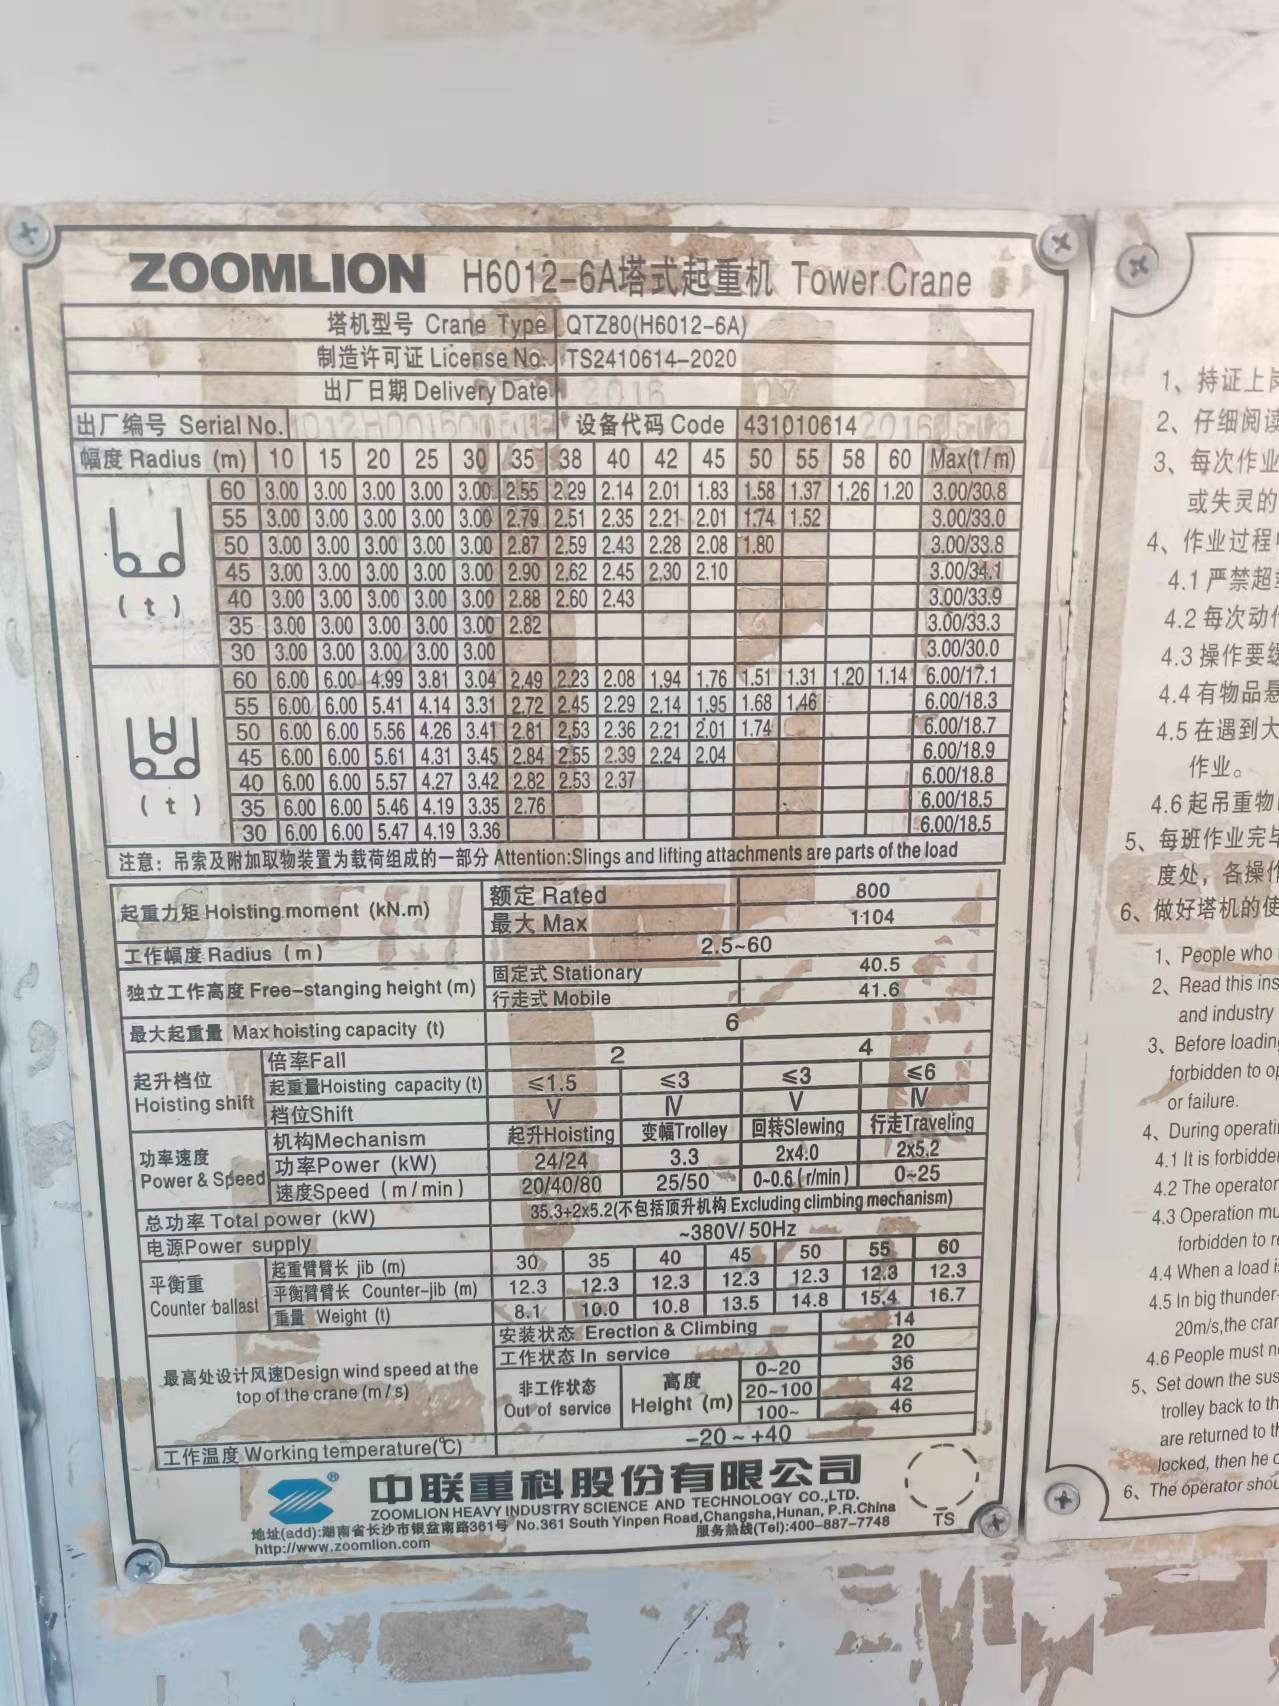 ZOOMLION H6012-6A塔式起重机 Tower Crane
塔机型号 Crane Type QTZ80(H6012-6A)
制造许可证 License No. TS2410614-2020
出厂日期 Delivery Date 2016 07
出厂编号 Serial No. 设备代码 Code 431010614
幅度 Radius (m) 10 15 20 25 30 35 38 40 42 45 50 55 58 60 Max(t/m)
60 3.00 3.00 3.00 3.00 3.00 2.55 2.29 2.14 2.01 1.83 1.58 1.37 1.26 1.20 3.00/30.8
55 3.00 3.00 3.00 3.00 3.00 2.79 2.51 2.35 2.21 2.01 1.74 1.52 3.00/33.0
50 3.00 3.00 3.00 3.00 3.00 2.87 2.59 2.43 2.28 2.08 1.80 3.00/33.8
45 3.00 3.00 3.00 3.00 3.00 2.90 2.62 2.45 2.30 2.10 3.00/34.1
(t) 40 3.00 3.00 3.00 3.00 3.00 2.88 2.60 2.43 3.00/33.9
35 3.00 3.00 3.00 3.00 3.00 2.82 3.00/33.3
30 3.00 3.00 3.00 3.00 3.00 3.00/30.0
60 6.00 6.00 4.99 3.81 3.04 2.49 2.23 2.08 1.94 1.76 1.51 1.31 1.20 1.14 6.00/17.1
55 6.00 6.00 5.41 4.14 3.31 2.72 2.45 2.29 2.14 1.95 1.68 1.46 6.00/18.3
50 6.00 6.00 5.56 4.26 3.41 2.81 2.53 2.36 2.21 2.01 1.74 6.00/18.7
45 6.00 6.00 5.61 4.31 3.45 2.84 2.55 2.39 2.24 2.04 6.00/18.9
40 6.00 6.00 5.57 4.27 3.42 2.82 2.53 2.37 6.00/18.8
(t) 35 6.00 6.00 5.46 4.19 3.35 2.76 6.00/18.5
30 6.00 6.00 5.47 4.19 3.36 6.00/18.5
注意：吊索及附加取物装置为载荷组成的一部分 Attention:Slings and lifting attachments are parts of the load
起重力矩 Hoisting moment (kN.m) 额定 Rated 800
最大 Max 1104
工作幅度 Radius (m) 2.5~60
独立工作高度 Free-stanging height (m) 固定式 Stationary 40.5
行走式 Mobile 41.6
最大起重量 Max hoisting capacity (t) 6
起升档位 Hoisting shift 倍率Fall 2 4
起重量Hoisting capacity (t) ≤1.5 ≤3 ≤3 ≤6
档位Shift Ⅴ Ⅳ Ⅴ Ⅳ
功率速度 Power & Speed 机构Mechanism 起升Hoisting 变幅Trolley 回转Slewing 行走Traveling
功率Power (kW) 24/24 3.3 2x4.0 2x5.2
速度Speed (m/min) 20/40/80 25/50 0~0.6(r/min) 0~25
总功率 Total power (kW) 35.3+2x5.2(不包括顶升机构 Excluding climbing mechanism)
电源Power supply ~380V/50Hz
平衡重 Counter ballast 起重臂臂长 jib (m) 30 35 40 45 50 55 60
平衡臂臂长 Counter-jib (m) 12.3 12.3 12.3 12.3 12.3 12.3 12.3
重量 Weight (t) 8.1 10.0 10.8 13.5 14.8 15.4 16.7
最高处设计风速Design wind speed at the top of the crane (m/s) 安装状态 Erection & Climbing 14
工作状态 In service 20
非工作状态 Out of service 高度 Height (m) 0~20 36
20~100 42
100~ 46
工作温度 Working temperature(℃) -20~+40
® 中联重科股份有限公司
ZOOMLION HEAVY INDUSTRY SCIENCE AND TECHNOLOGY CO.,LTD.
地址(add):湖南省长沙市银盆南路361号 No.361 South Yinpen Road,Changsha,Hunan, P.R.China
http://www.zoomlion.com 服务热线(Tel):400-887-7748
TS
1、持证上岗
2、仔细阅读
3、每次作业
或失灵的
4、作业过程中
4.1 严禁超
4.2 每次动作
4.3 操作要缓
4.4 有物品悬
4.5 在遇到大
作业。
4.6 起吊重物
5、每班作业完毕
度处，各操作
6、做好塔机的使
1、People who
2、Read this ins
and industry
3、Before loading
forbidden to op
or failure.
4、During operati
4.1 It is forbidden
4.2 The operator
4.3 Operation mu
forbidden to re
4.4 When a load i
4.5 In big thunder-
20m/s,the cran
4.6 People must no
5、Set down the sus
trolley back to th
are returned to th
locked, then he c
6、The operator shou